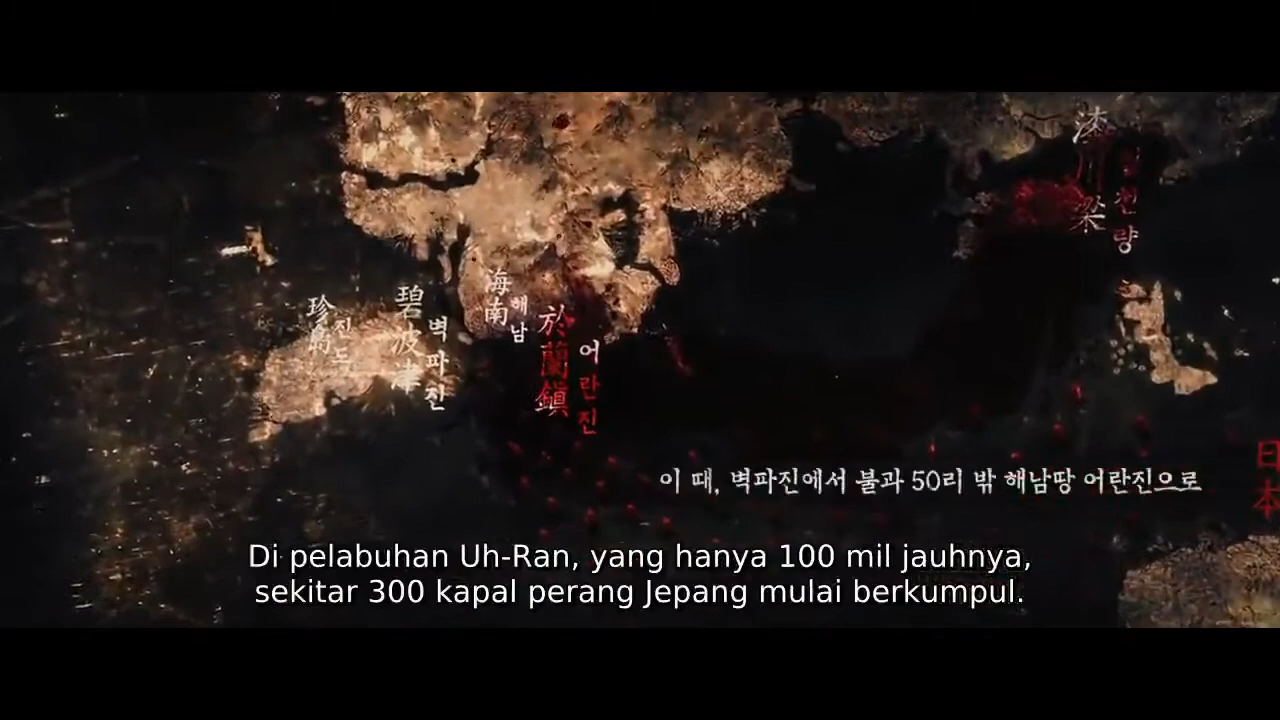 漆川梁
칠천량
珍島
진도
碧波津
벽파진
海南
해남
於蘭鎭
어란진
日本
이 때, 벽파진에서 불과 50리 밖 해남땅 어란진으로
Di pelabuhan Uh-Ran, yang hanya 100 mil jauhnya,
sekitar 300 kapal perang Jepang mulai berkumpul.